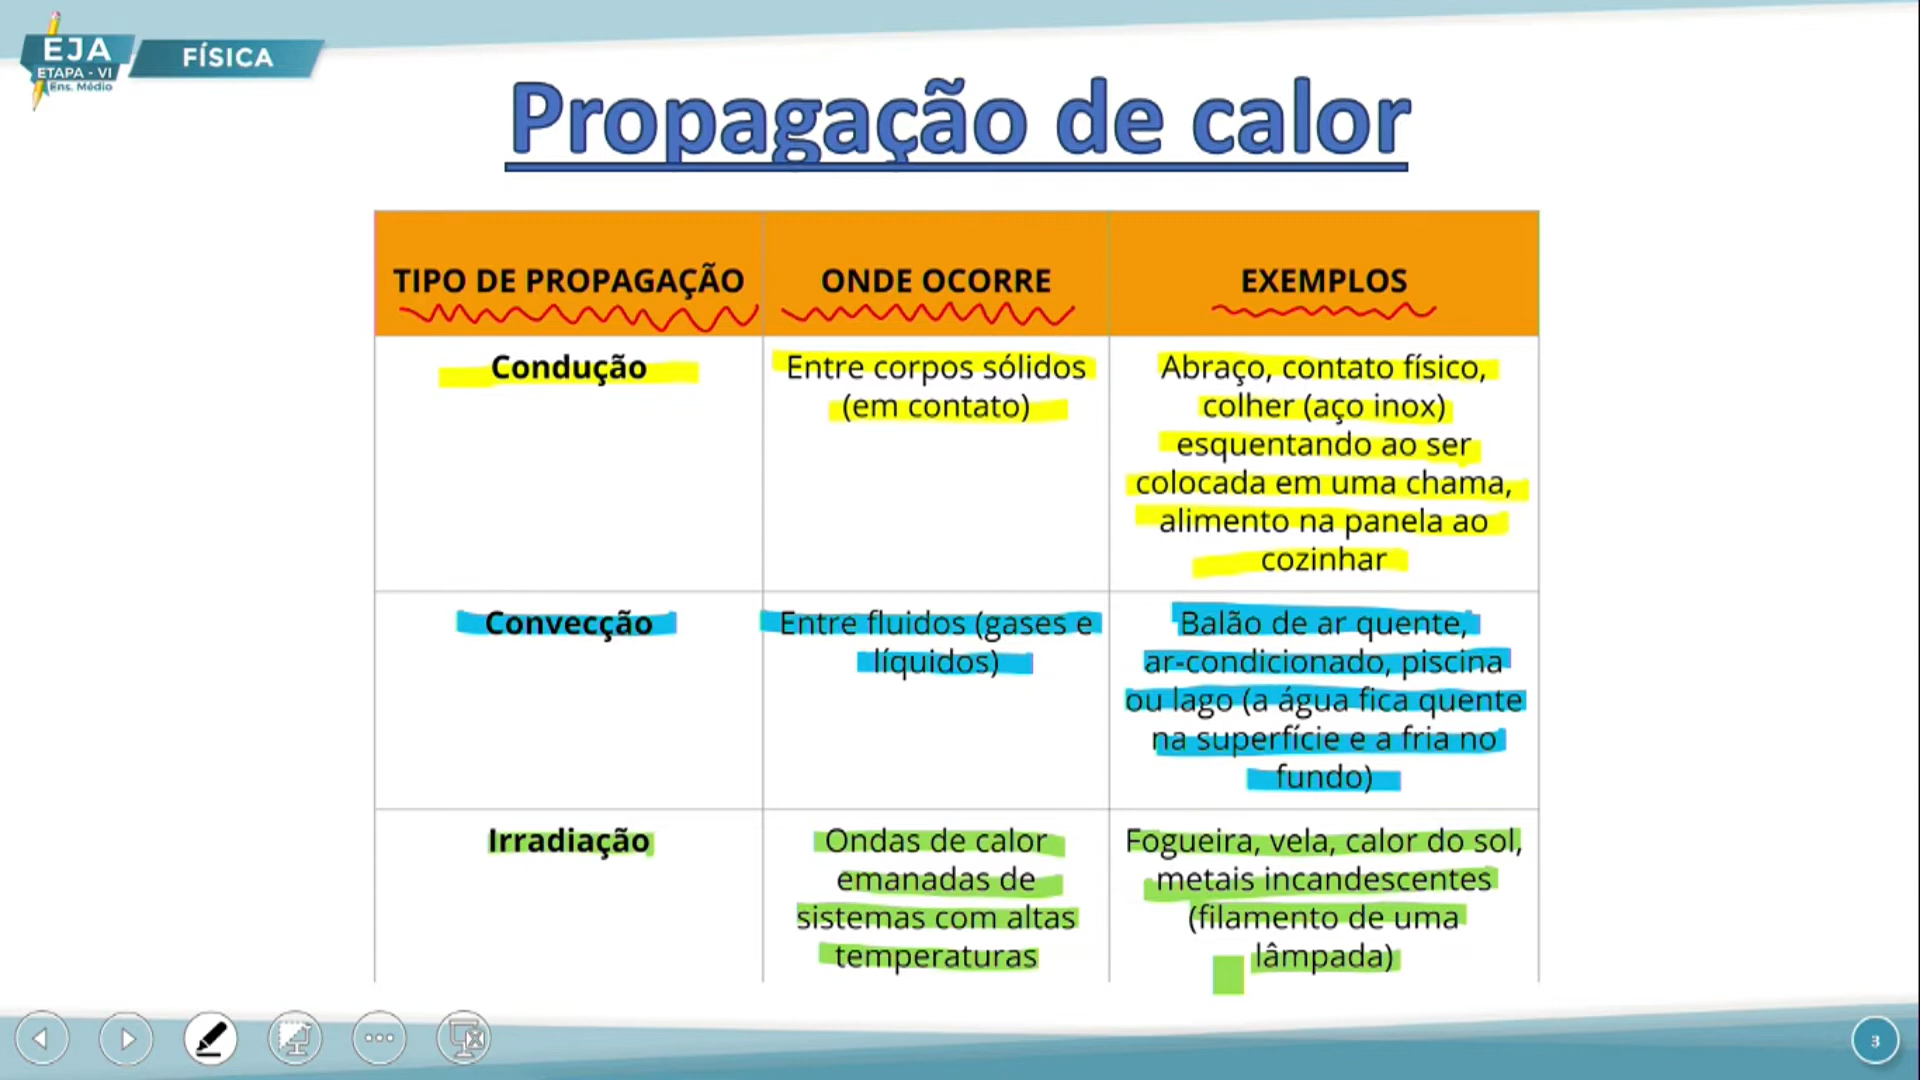 EJA
ETAPA - VI
Ens. Médio
FÍSICA
Propagação de calor
TIPO DE PROPAGAÇÃO
ONDE OCORRE
EXEMPLOS
Condução
Entre corpos sólidos
(em contato)
Abraço, contato físico,
colher (aço inox)
esquentando ao ser
colocada em uma chama,
alimento na panela ao
cozinhar
Convecção
Entre fluidos (gases e
líquidos)
Balão de ar quente,
ar-condicionado, piscina
ou lago (a água fica quente
na superfície e a fria no
fundo)
Irradiação
Ondas de calor
emanadas de
sistemas com altas
temperaturas
Fogueira, vela, calor do sol,
metais incandescentes
(filamento de uma
lâmpada)
3